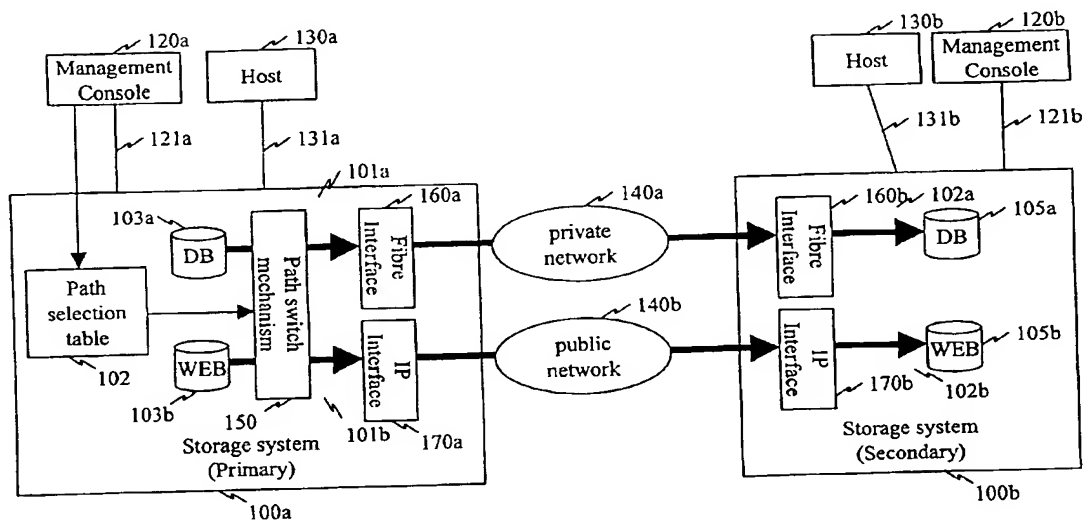 120a
130a
Management
Console
Host
121a
131a
130b
120b
Host
Management
Console
131b
121b
101a
103a
160a
DB
Path switch
mechanism
Fibre
Interface
Path
selection
table
102
WEB
103b
150
101b
IP
Interface
170a
Storage system
(Primary)
100a
140a
private
network
140b
public
network
160b
102a
105a
Fibre
Interface
DB
IP
Interface
WEB
105b
170b
102b
Storage system
(Secondary)
100b